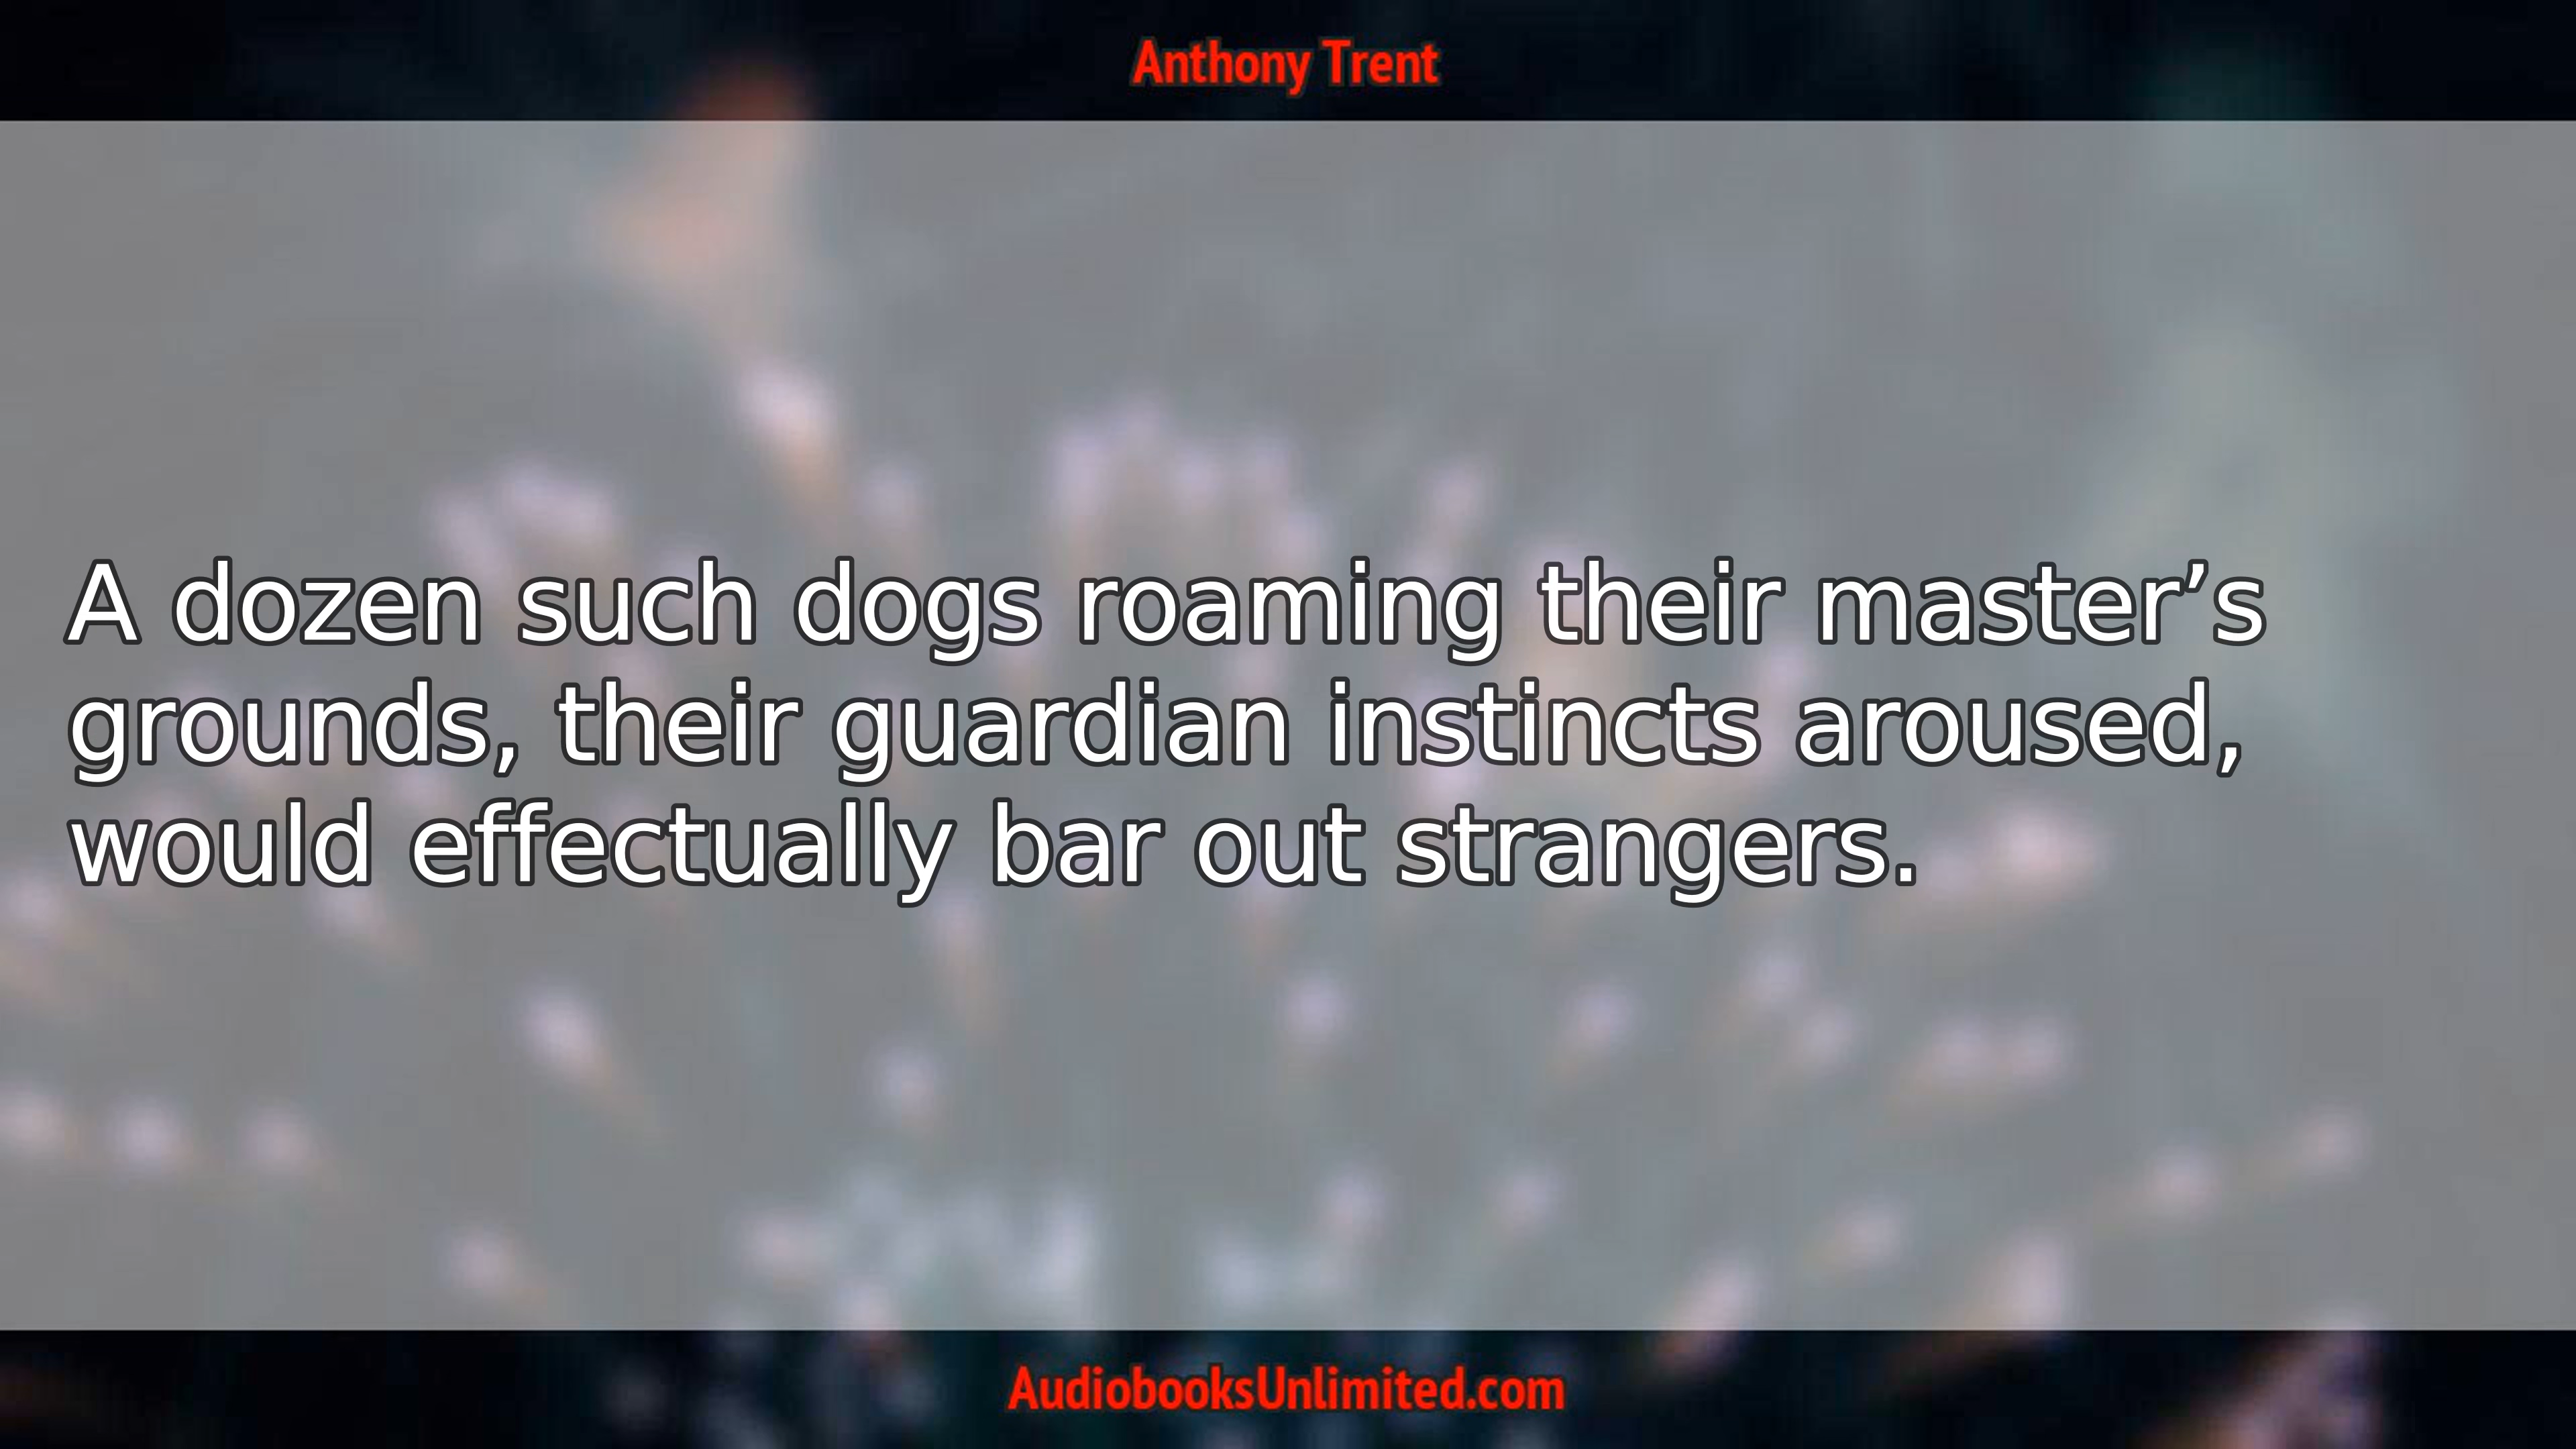 Anthony Trent
A dozen such dogs roaming their master’s
grounds, their guardian instincts aroused,
would effectually bar out strangers.
AudiobooksUnlimited.com